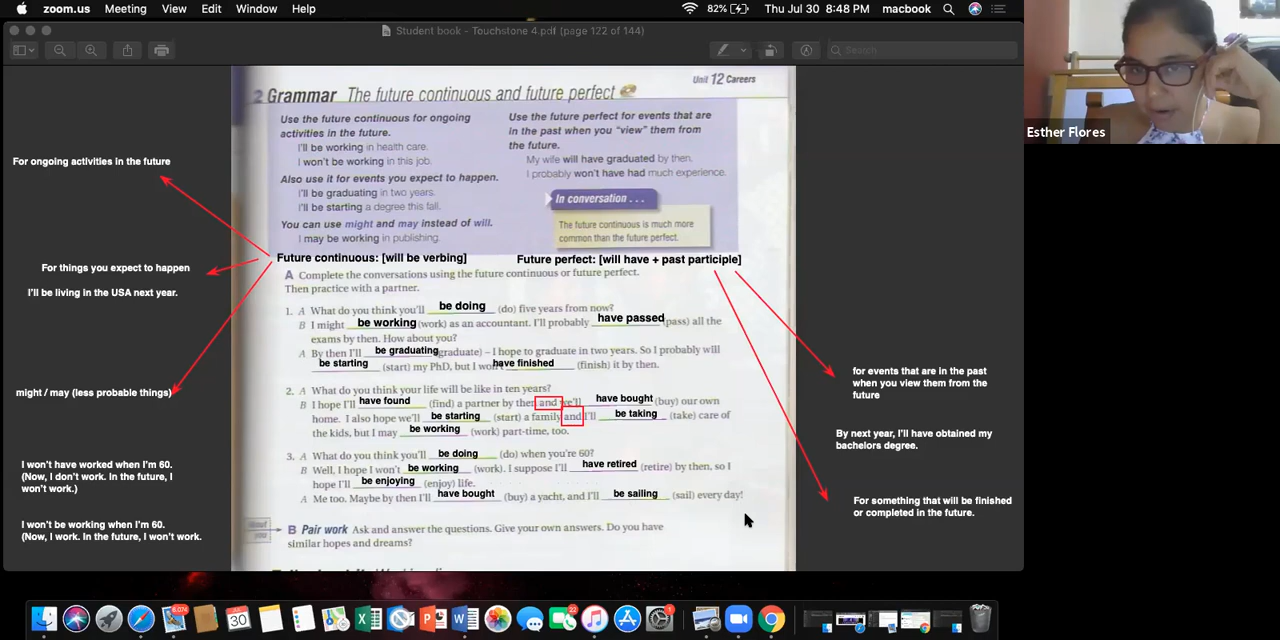 zoom.us Meeting View Edit Window Help 82% Thu Jul 30 8:48 PM macbook
Student book - Touchstone 4.pdf (page 122 of 144)
Search
Esther Flores
Unit 12 Careers
2 Grammar The future continuous and future perfect
Use the future continuous for ongoing
activities in the future.
I'll be working in health care.
I won't be working in this job.
Also use it for events you expect to happen.
I'll be graduating in two years.
I'll be starting a degree this fall.
You can use might and may instead of will.
I may be working in publishing.
Use the future perfect for events that are
in the past when you "view" them from
the future.
My wife will have graduated by then.
I probably won't have had much experience.
In conversation . . .
The future continuous is much more
common than the future perfect.
For ongoing activities in the future
For things you expect to happen
I'll be living in the USA next year.
might / may (less probable things)
I won't have worked when I'm 60.
(Now, I don't work. In the future, I
won't work.)
I won't be working when I'm 60.
(Now, I work. In the future, I won't work.
Future continuous: [will be verbing] Future perfect: [will have + past participle]
A Complete the conversations using the future continuous or future perfect.
Then practice with a partner.
1. A What do you think you'll be doing (do) five years from now?
B I might be working (work) as an accountant. I'll probably have passed (pass) all the
exams by then. How about you?
A By then I'll be graduating graduate) – I hope to graduate in two years. So I probably will
be starting (start) my PhD, but I won have finished (finish) it by then.
2. A What do you think your life will be like in ten years?
B I hope I'll have found (find) a partner by then and we'll have bought (buy) our own
home. I also hope we'll be starting (start) a family and I'll be taking (take) care of
the kids, but I may be working (work) part-time, too.
3. A What do you think you'll be doing (do) when you're 60?
B Well, I hope I won't be working (work). I suppose I'll have retired (retire) by then, so I
hope I'll be enjoying (enjoy) life.
A Me too. Maybe by then I'll have bought (buy) a yacht, and I'll be sailing (sail) every day!
About
you
B Pair work Ask and answer the questions. Give your own answers. Do you have
similar hopes and dreams?
for events that are in the past
when you view them from the
future
By next year, I'll have obtained my
bachelors degree.
For something that will be finished
or completed in the future.